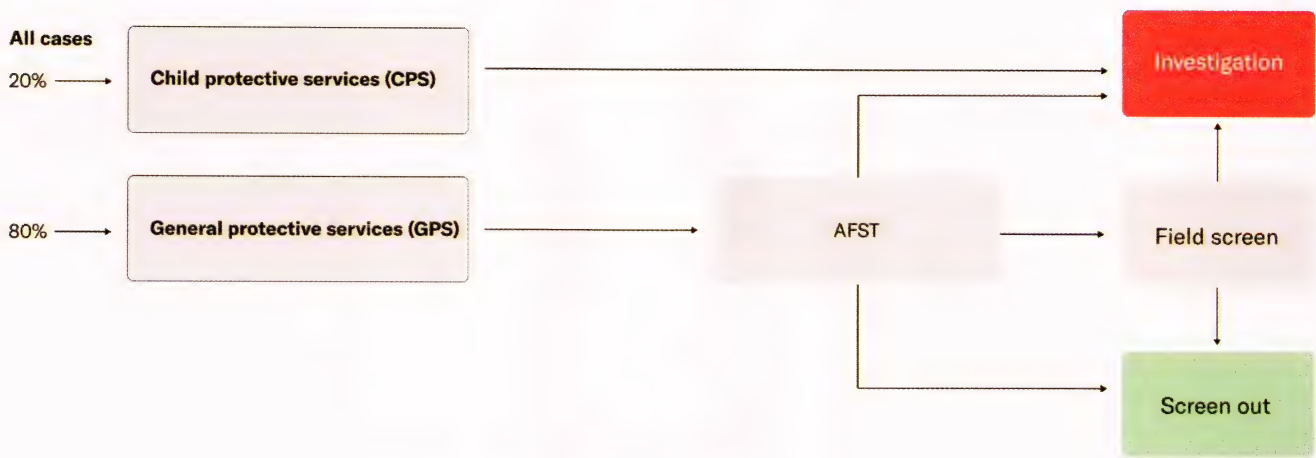 All cases
20%
Child protective services (CPS)
Investigation
80%
General protective services (GPS)
AFST
Field screen
Screen out